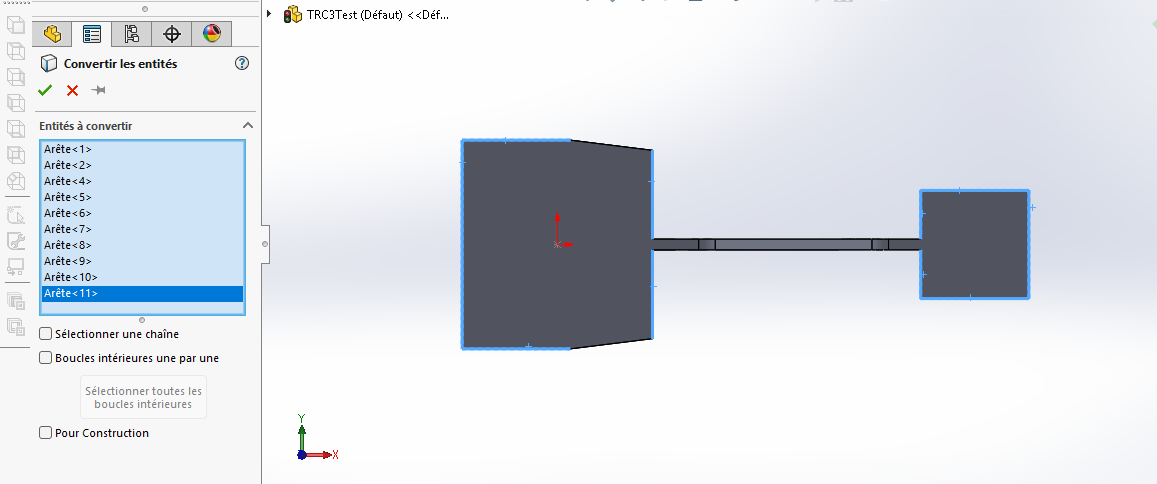 TRC3Test (Défaut) <<Déf...
Convertir les entités
Entités à convertir
Arête<1>
Arête<2>
Arête<4>
Arête<5>
Arête<6>
Arête<7>
Arête<8>
Arête<9>
Arête<10>
Arête<11>
Sélectionner une chaîne
Boucles intérieures une par une
Sélectionner toutes les
boucles intérieures
Pour Construction
Y
X